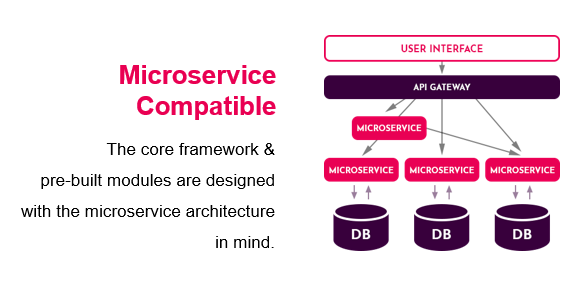 Microservice
Compatible
The core framework &
pre-built modules are designed
with the microservice architecture
in mind.
USER INTERFACE
API GATEWAY
MICROSERVICE
MICROSERVICE MICROSERVICE MICROSERVICE
DB DB DB